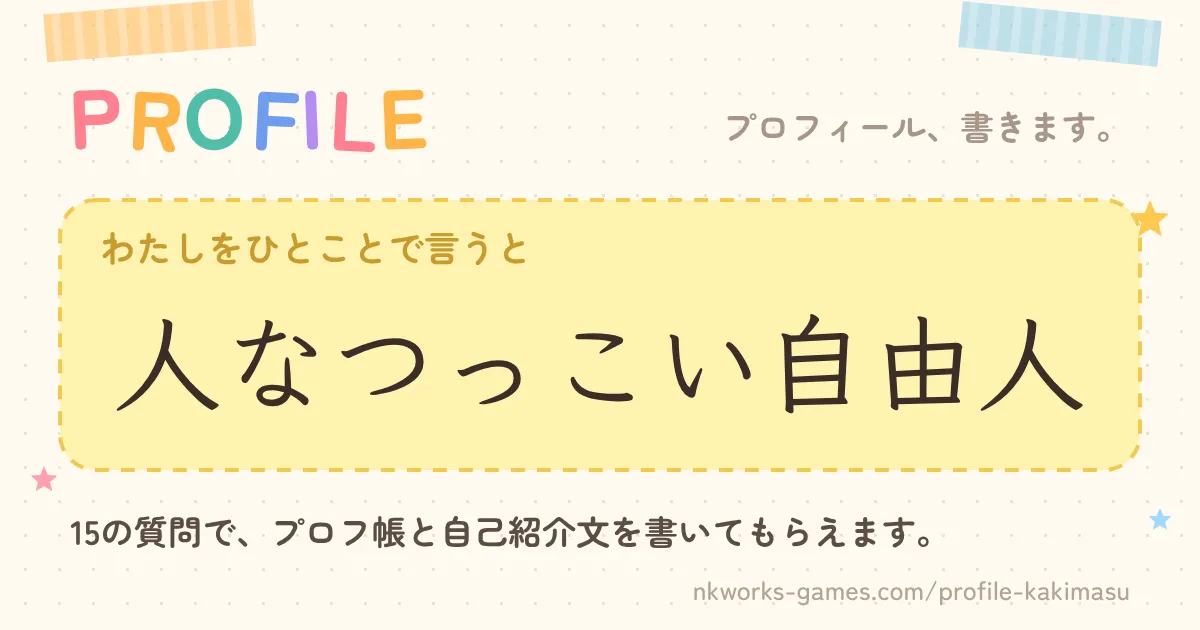 PROFILE
プロフィール、書きます。
わたしをひとことで言うと
人なつっこい自由人
15の質問で、プロフ帳と自己紹介文を書いてもらえます。
nkworks-games.com/profile-kakimasu